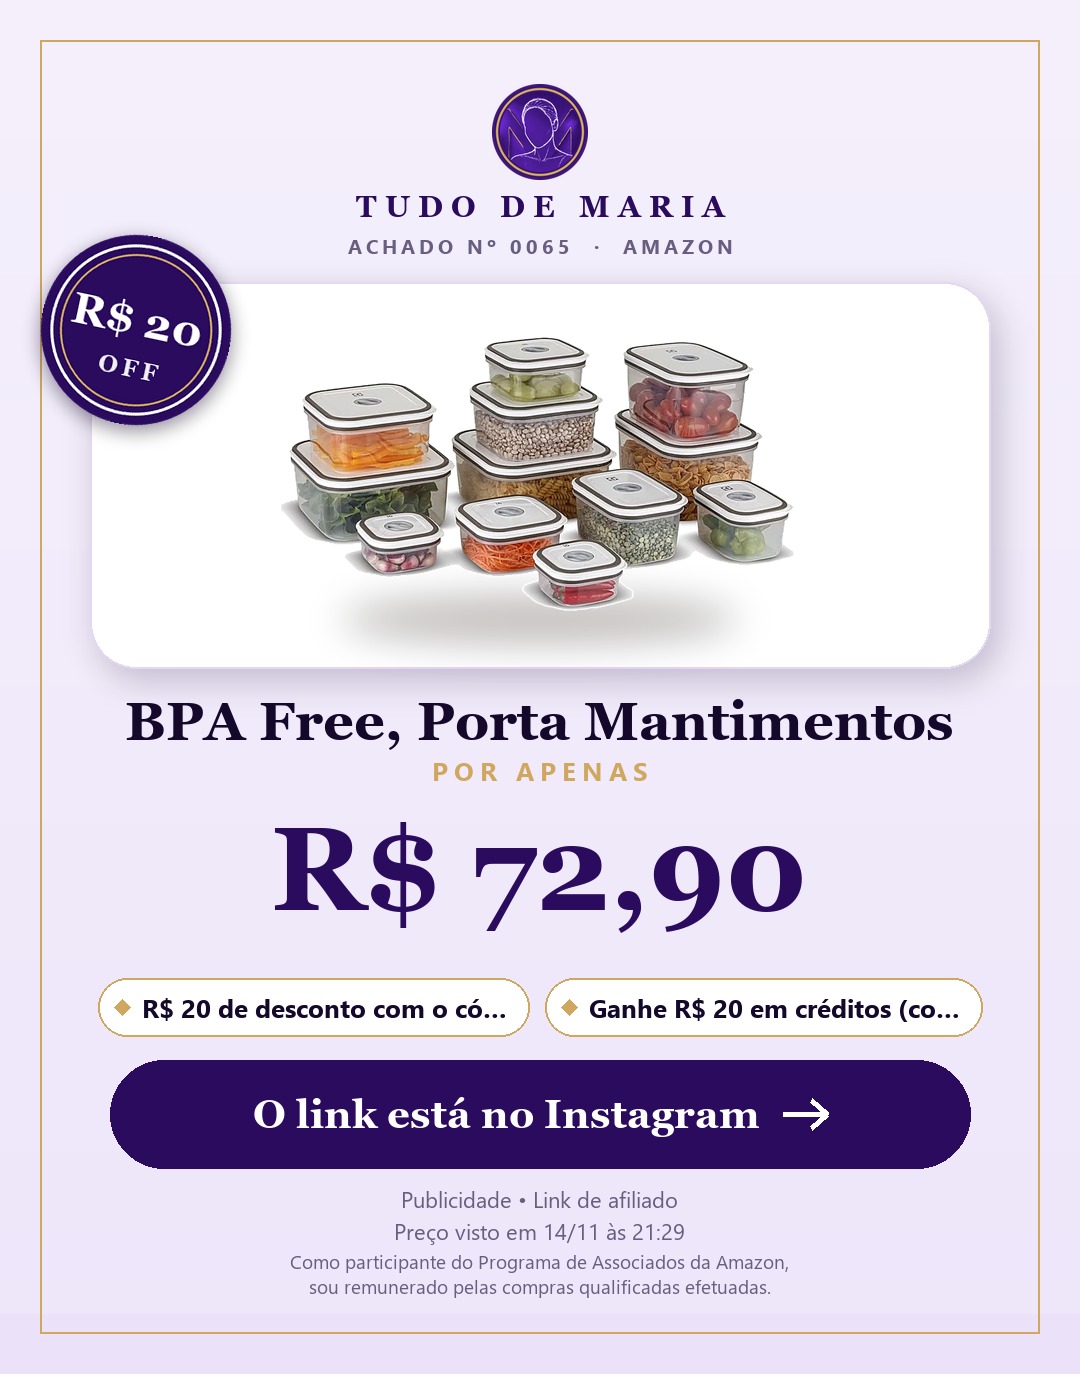 TUDO DE MARIA
ACHADO Nº 0065 · AMAZON
R$ 20
OFF
BPA Free, Porta Mantimentos
POR APENAS
R$ 72,90
R$ 20 de desconto com o có...
Ganhe R$ 20 em créditos (co...
O link está no Instagram →
Publicidade • Link de afiliado
Preço visto em 14/11 às 21:29
Como participante do Programa de Associados da Amazon,
sou remunerado pelas compras qualificadas efetuadas.